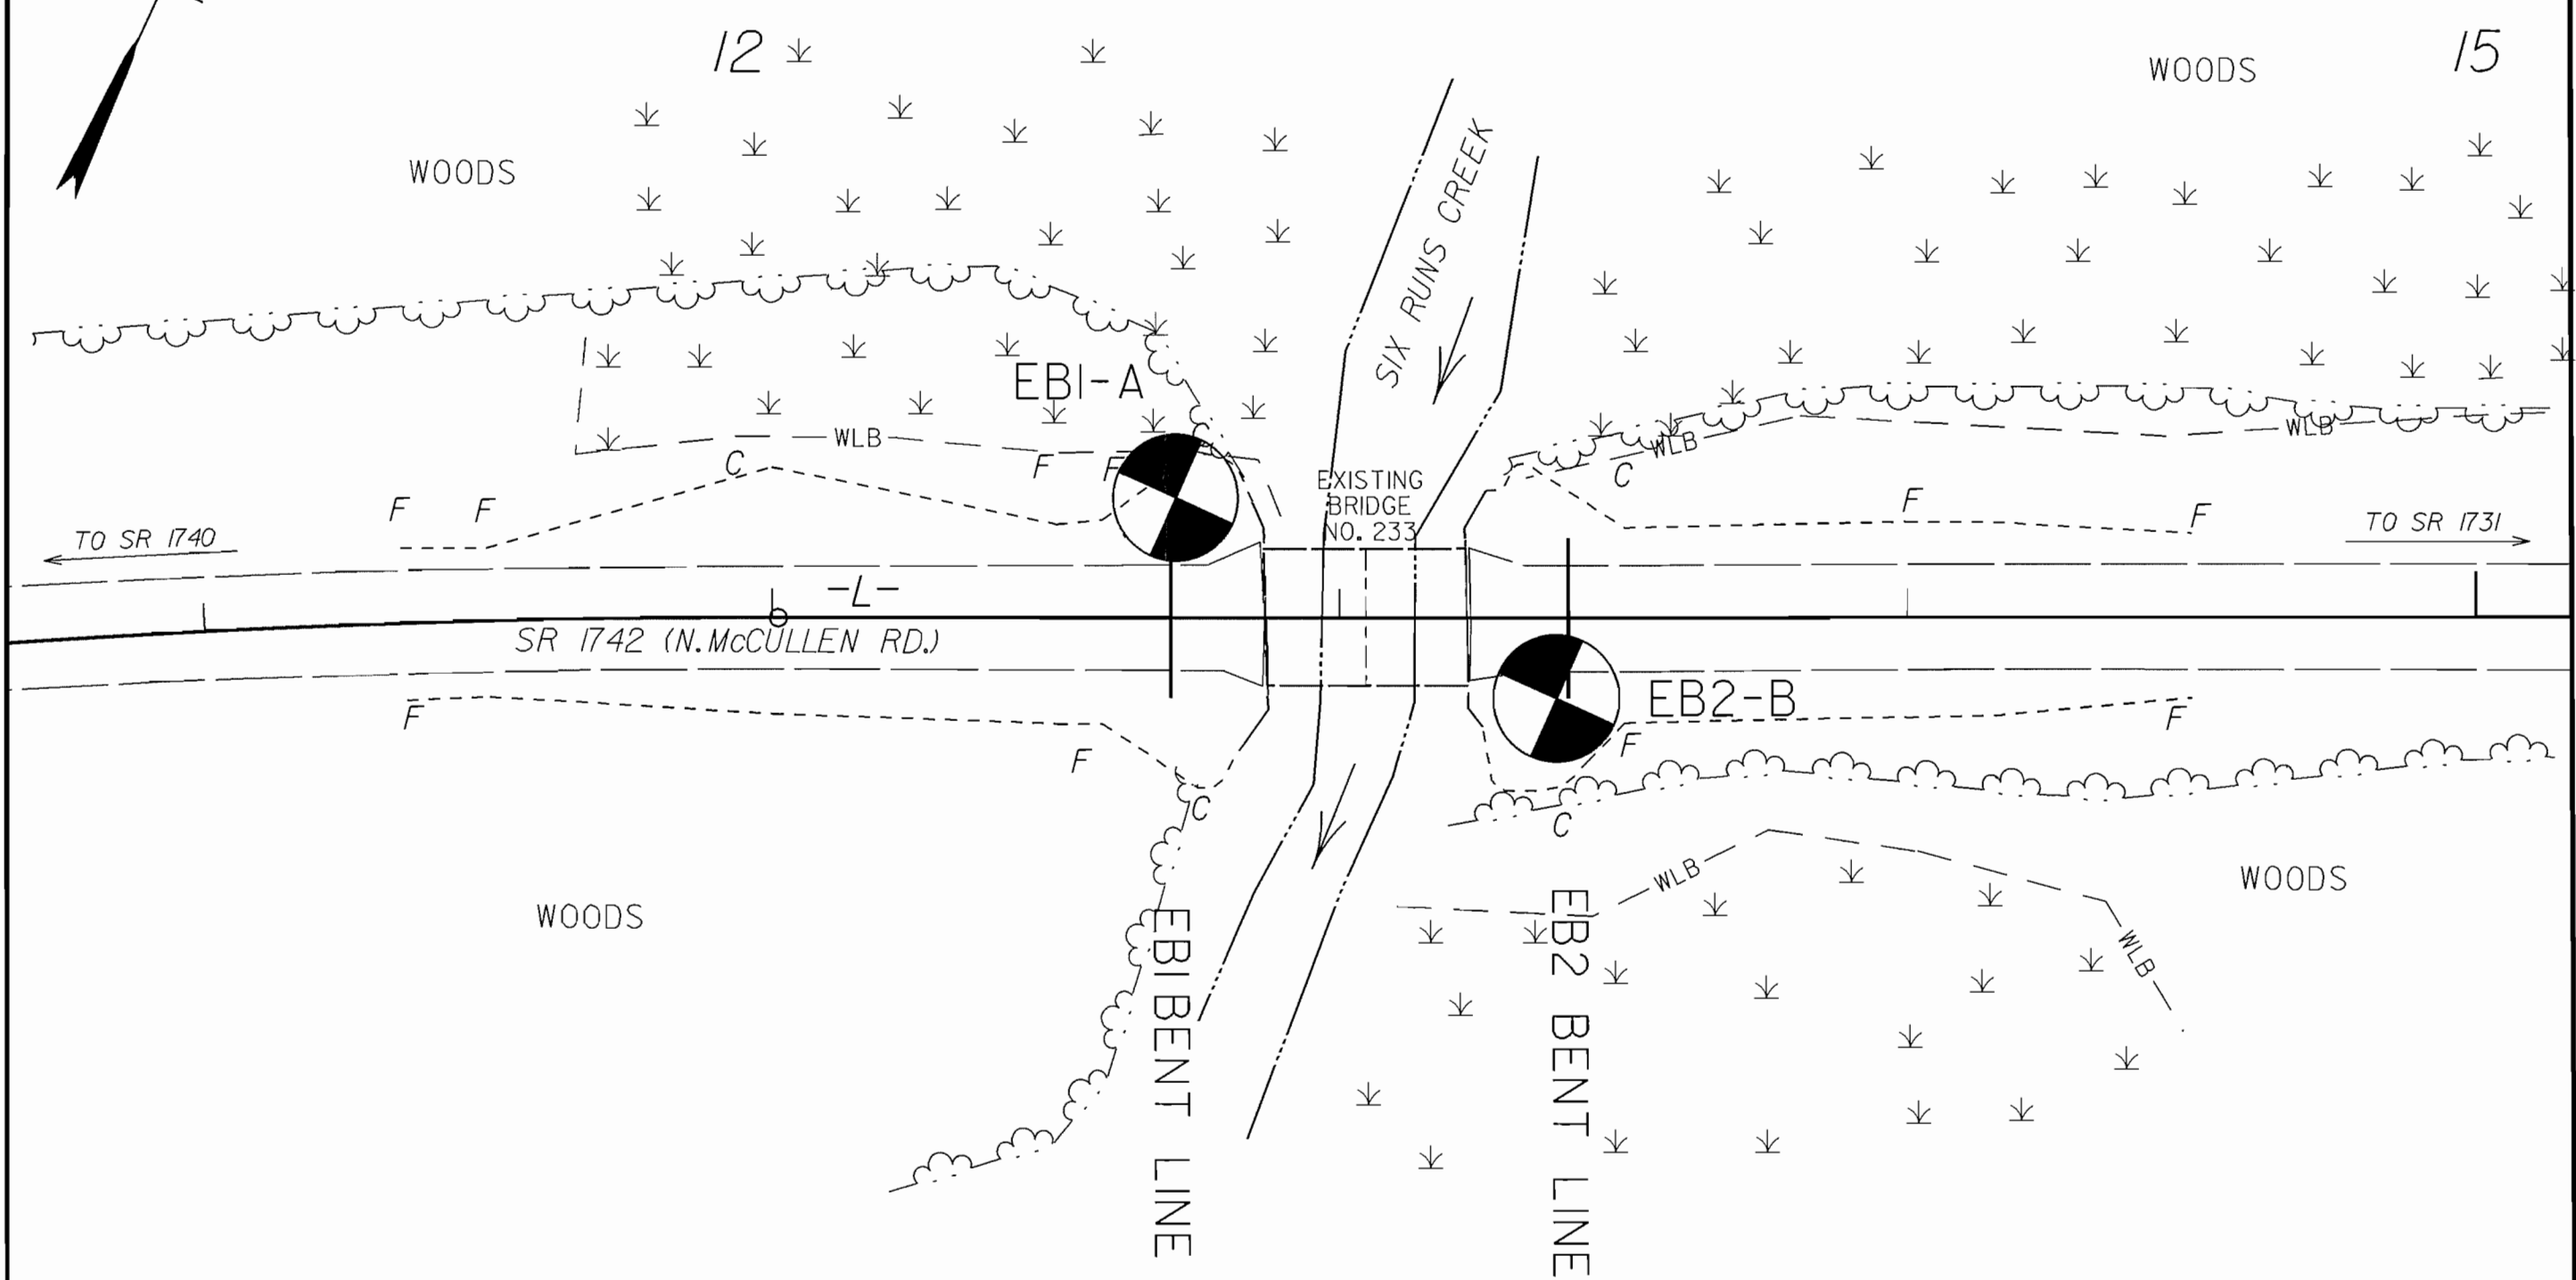 12
15
WOODS
WOODS
SIX RUNS CREEK
EB1-A
WLB
WLB
WLB
C
F
F
C
F
F
EXISTING
BRIDGE
NO. 233
F
F
TO SR 1740
TO SR 1731
-L-
SR 1742 (N. McCULLEN RD.)
EB2-B
F
F
F
F
C
C
WLB
WOODS
WOODS
WLB
EB1 BENT LINE
EB2 BENT LINE